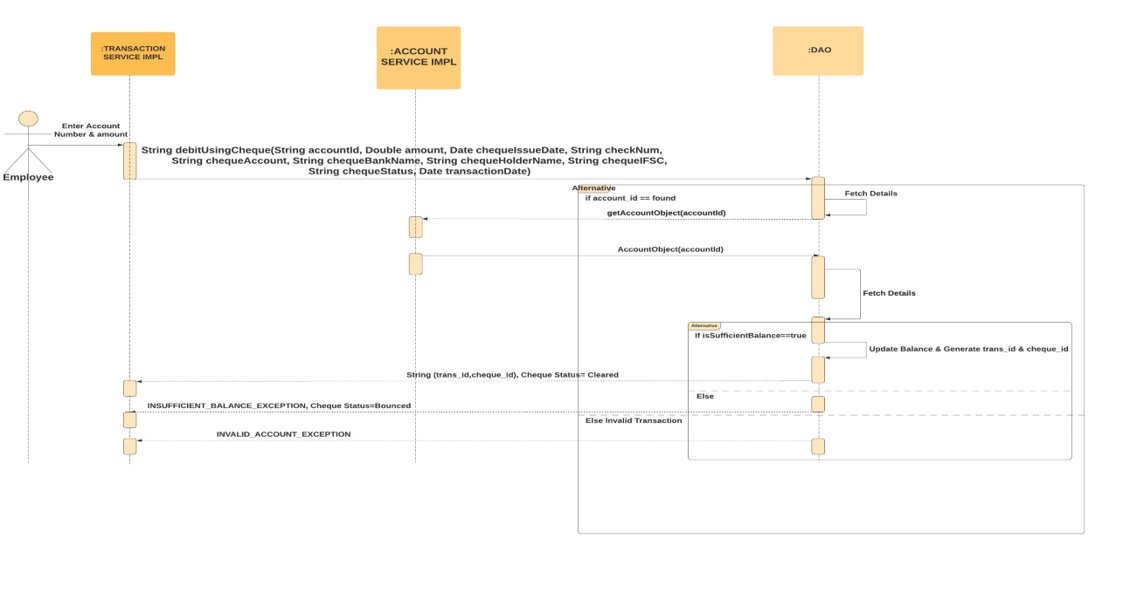 :TRANSACTION
SERVICE IMPL
:ACCOUNT
SERVICE IMPL
:DAO
Enter Account
Number & amount
Employee
String debitUsingCheque(String accountId, Double amount, Date chequeIssueDate, String checkNum,
String chequeAccount, String chequeBankName, String chequeHolderName, String chequeIFSC,
String chequeStatus, Date transactionDate)
Alternative
if account_id == found
Fetch Details
getAccountObject(accountId)
AccountObject(accountId)
Fetch Details
Alternative
If isSufficientBalance==true
Update Balance & Generate trans_id & cheque_id
String (trans_id,cheque_id), Cheque Status= Cleared
Else
INSUFFICIENT_BALANCE_EXCEPTION, Cheque Status=Bounced
Else Invalid Transaction
INVALID_ACCOUNT_EXCEPTION